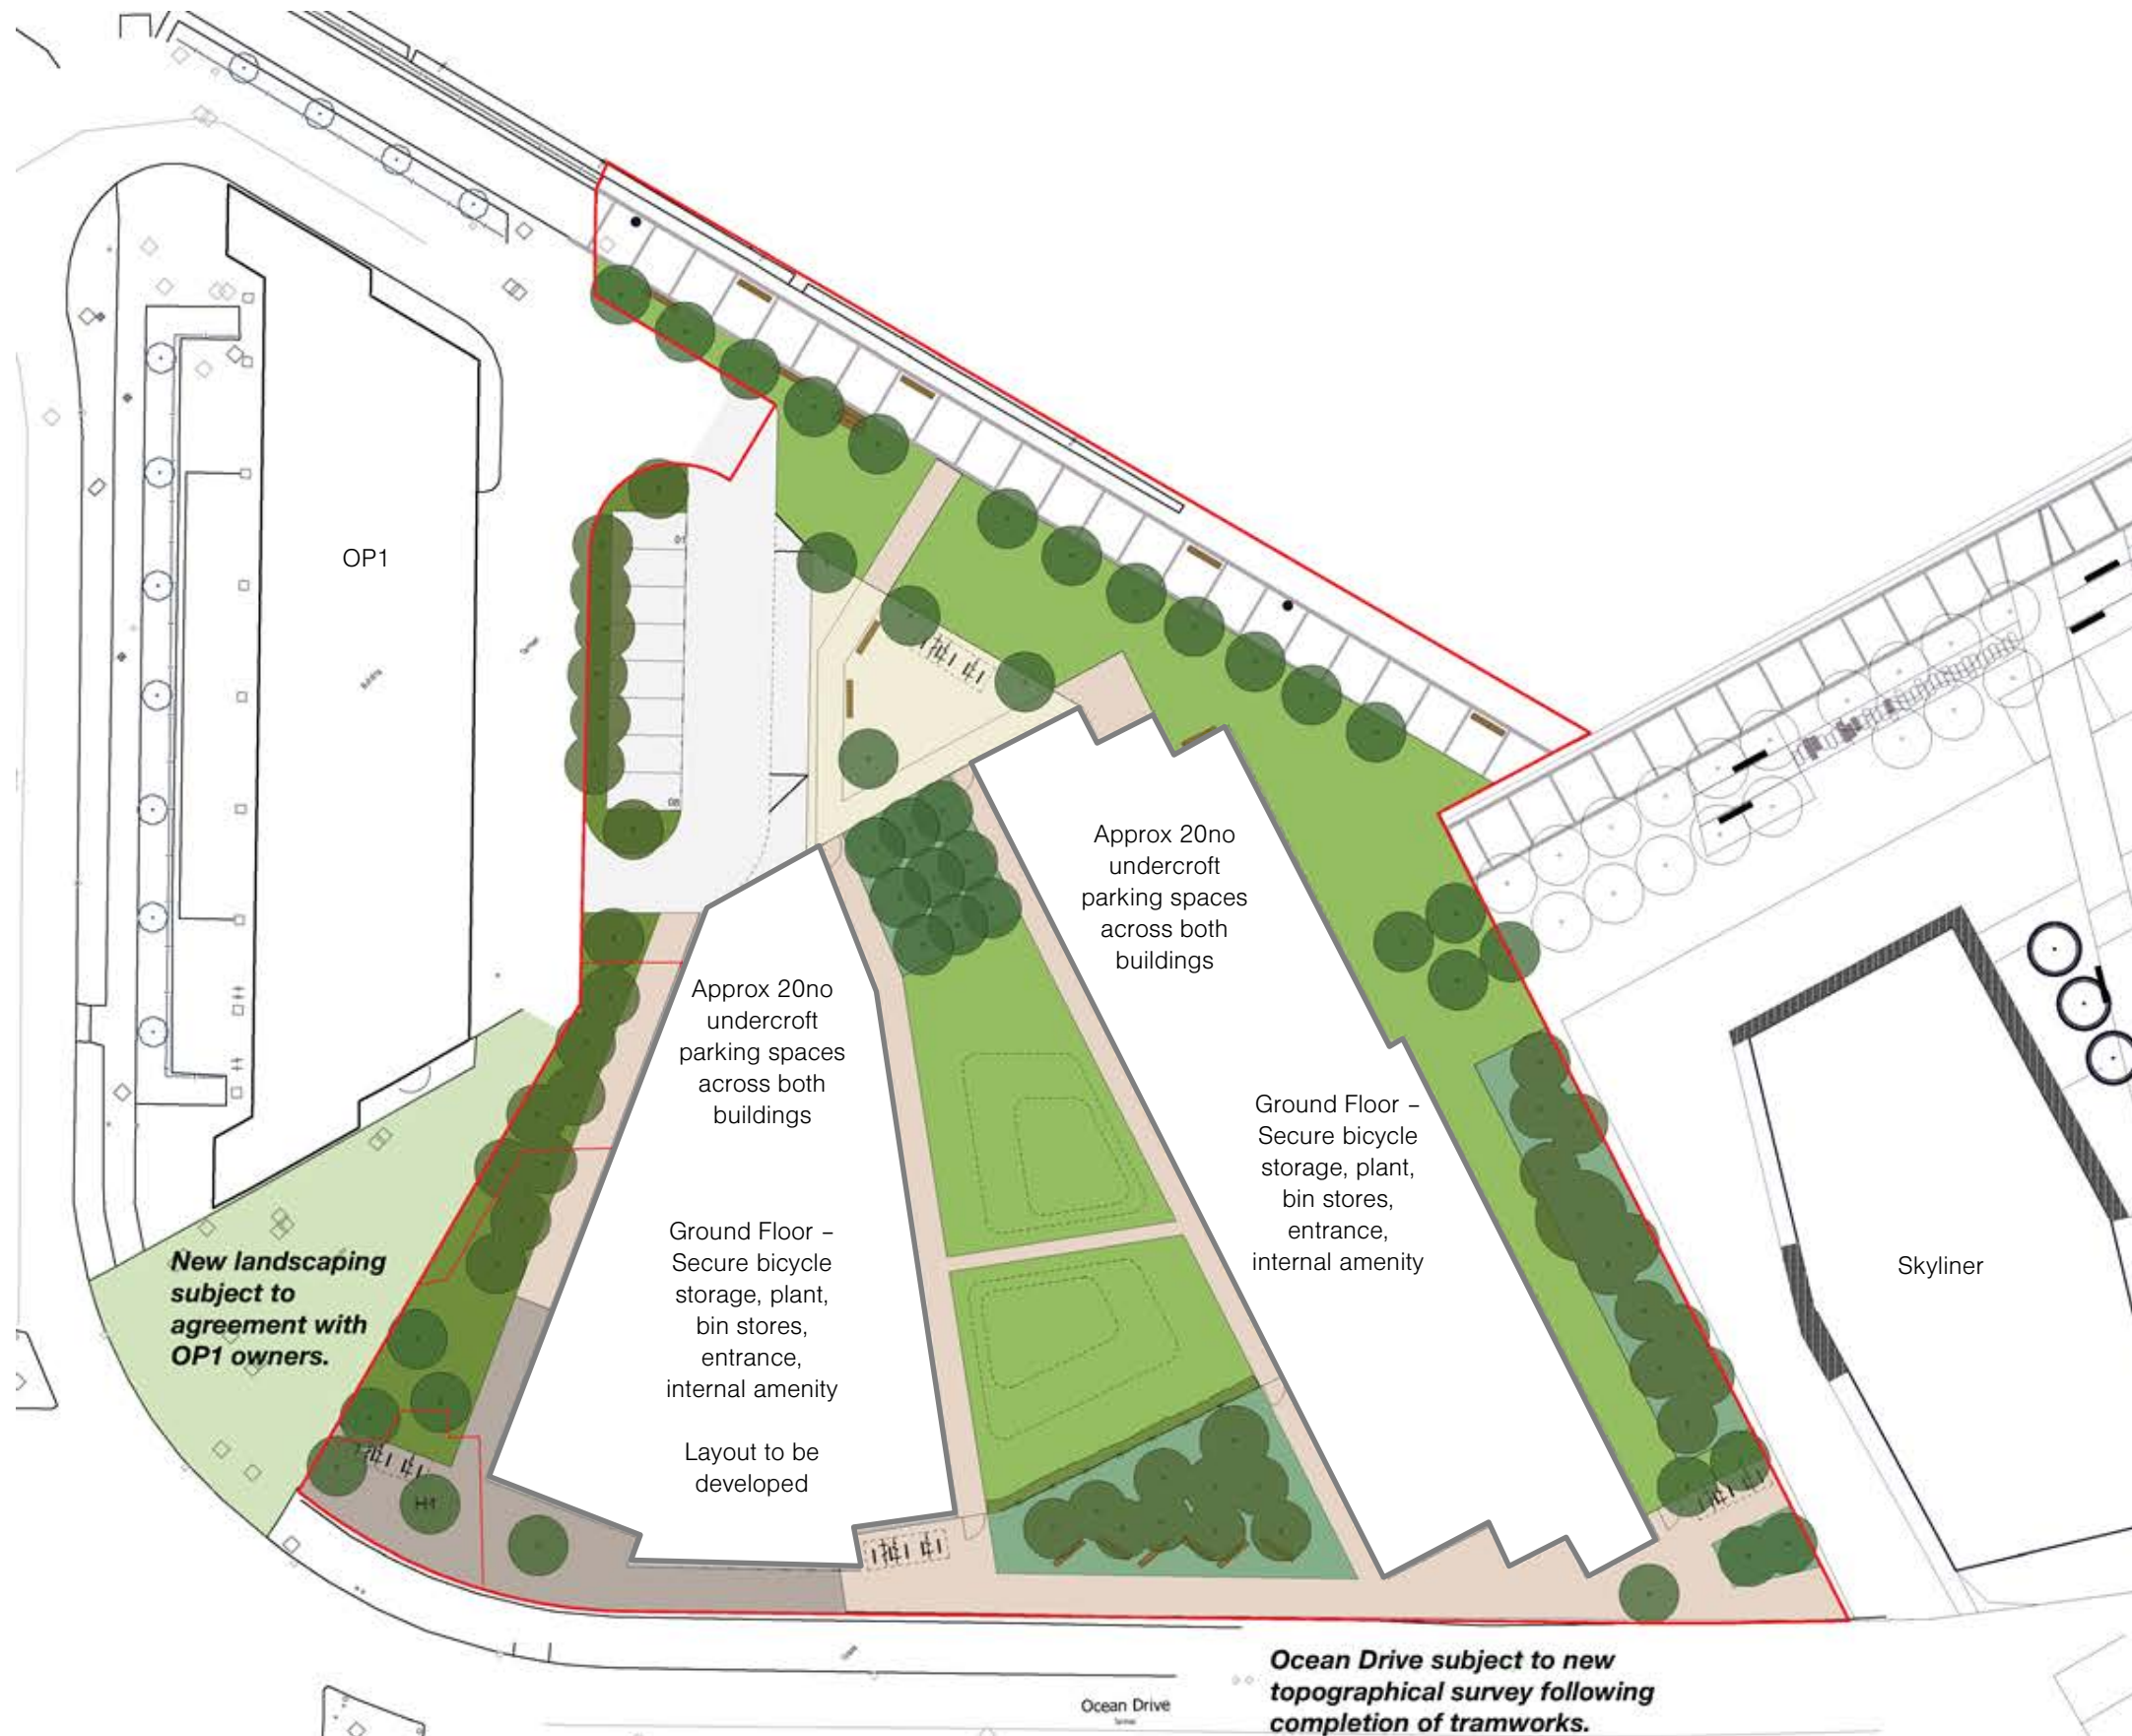 OP1
01
08
Approx 20no
undercroft
parking spaces
across both
buildings
Approx 20no
undercroft
parking spaces
across both
buildings
Ground Floor –
Secure bicycle
storage, plant,
bin stores,
entrance,
internal amenity
Ground Floor –
Secure bicycle
storage, plant,
bin stores,
entrance,
internal amenity
Layout to be
developed
New landscaping
subject to
agreement with
OP1 owners.
Skyliner
Ocean Drive
Ocean Drive subject to new
topographical survey following
completion of tramworks.